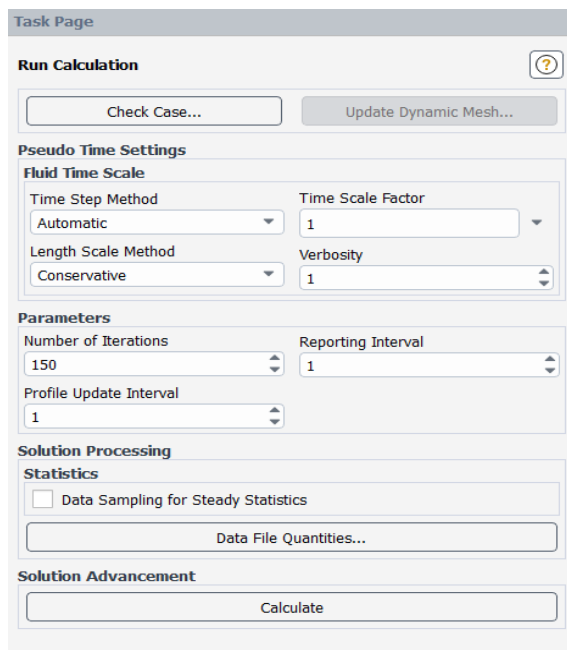 Task Page
Run Calculation
?
Check Case...
Update Dynamic Mesh...
Pseudo Time Settings
Fluid Time Scale
Time Step Method
Time Scale Factor
Automatic
1
Length Scale Method
Verbosity
Conservative
1
Parameters
Number of Iterations
Reporting Interval
150
1
Profile Update Interval
1
Solution Processing
Statistics
Data Sampling for Steady Statistics
Data File Quantities...
Solution Advancement
Calculate